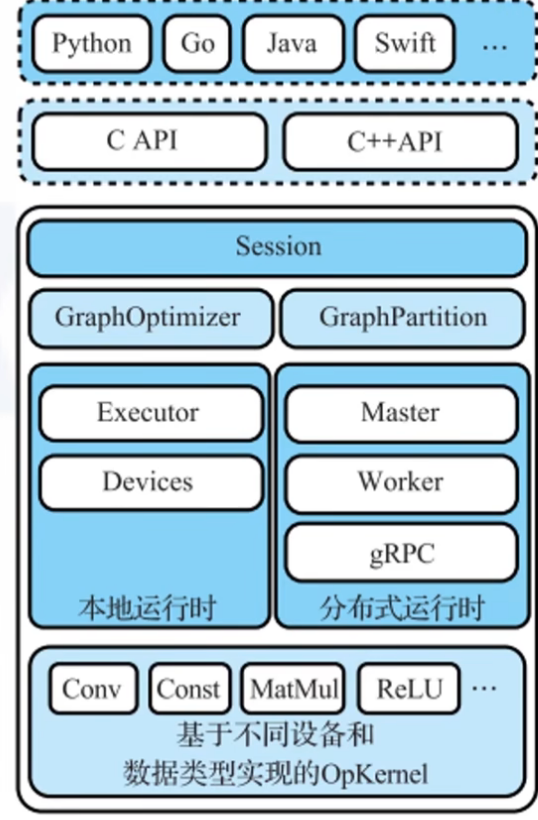 Python Go Java Swift …
C API C++API
Session
GraphOptimizer GraphPartition
Executor Master
Devices Worker
gRPC
本地运行时 分布式运行时
Conv Const MatMul ReLU …
基于不同设备和
数据类型实现的OpKernel